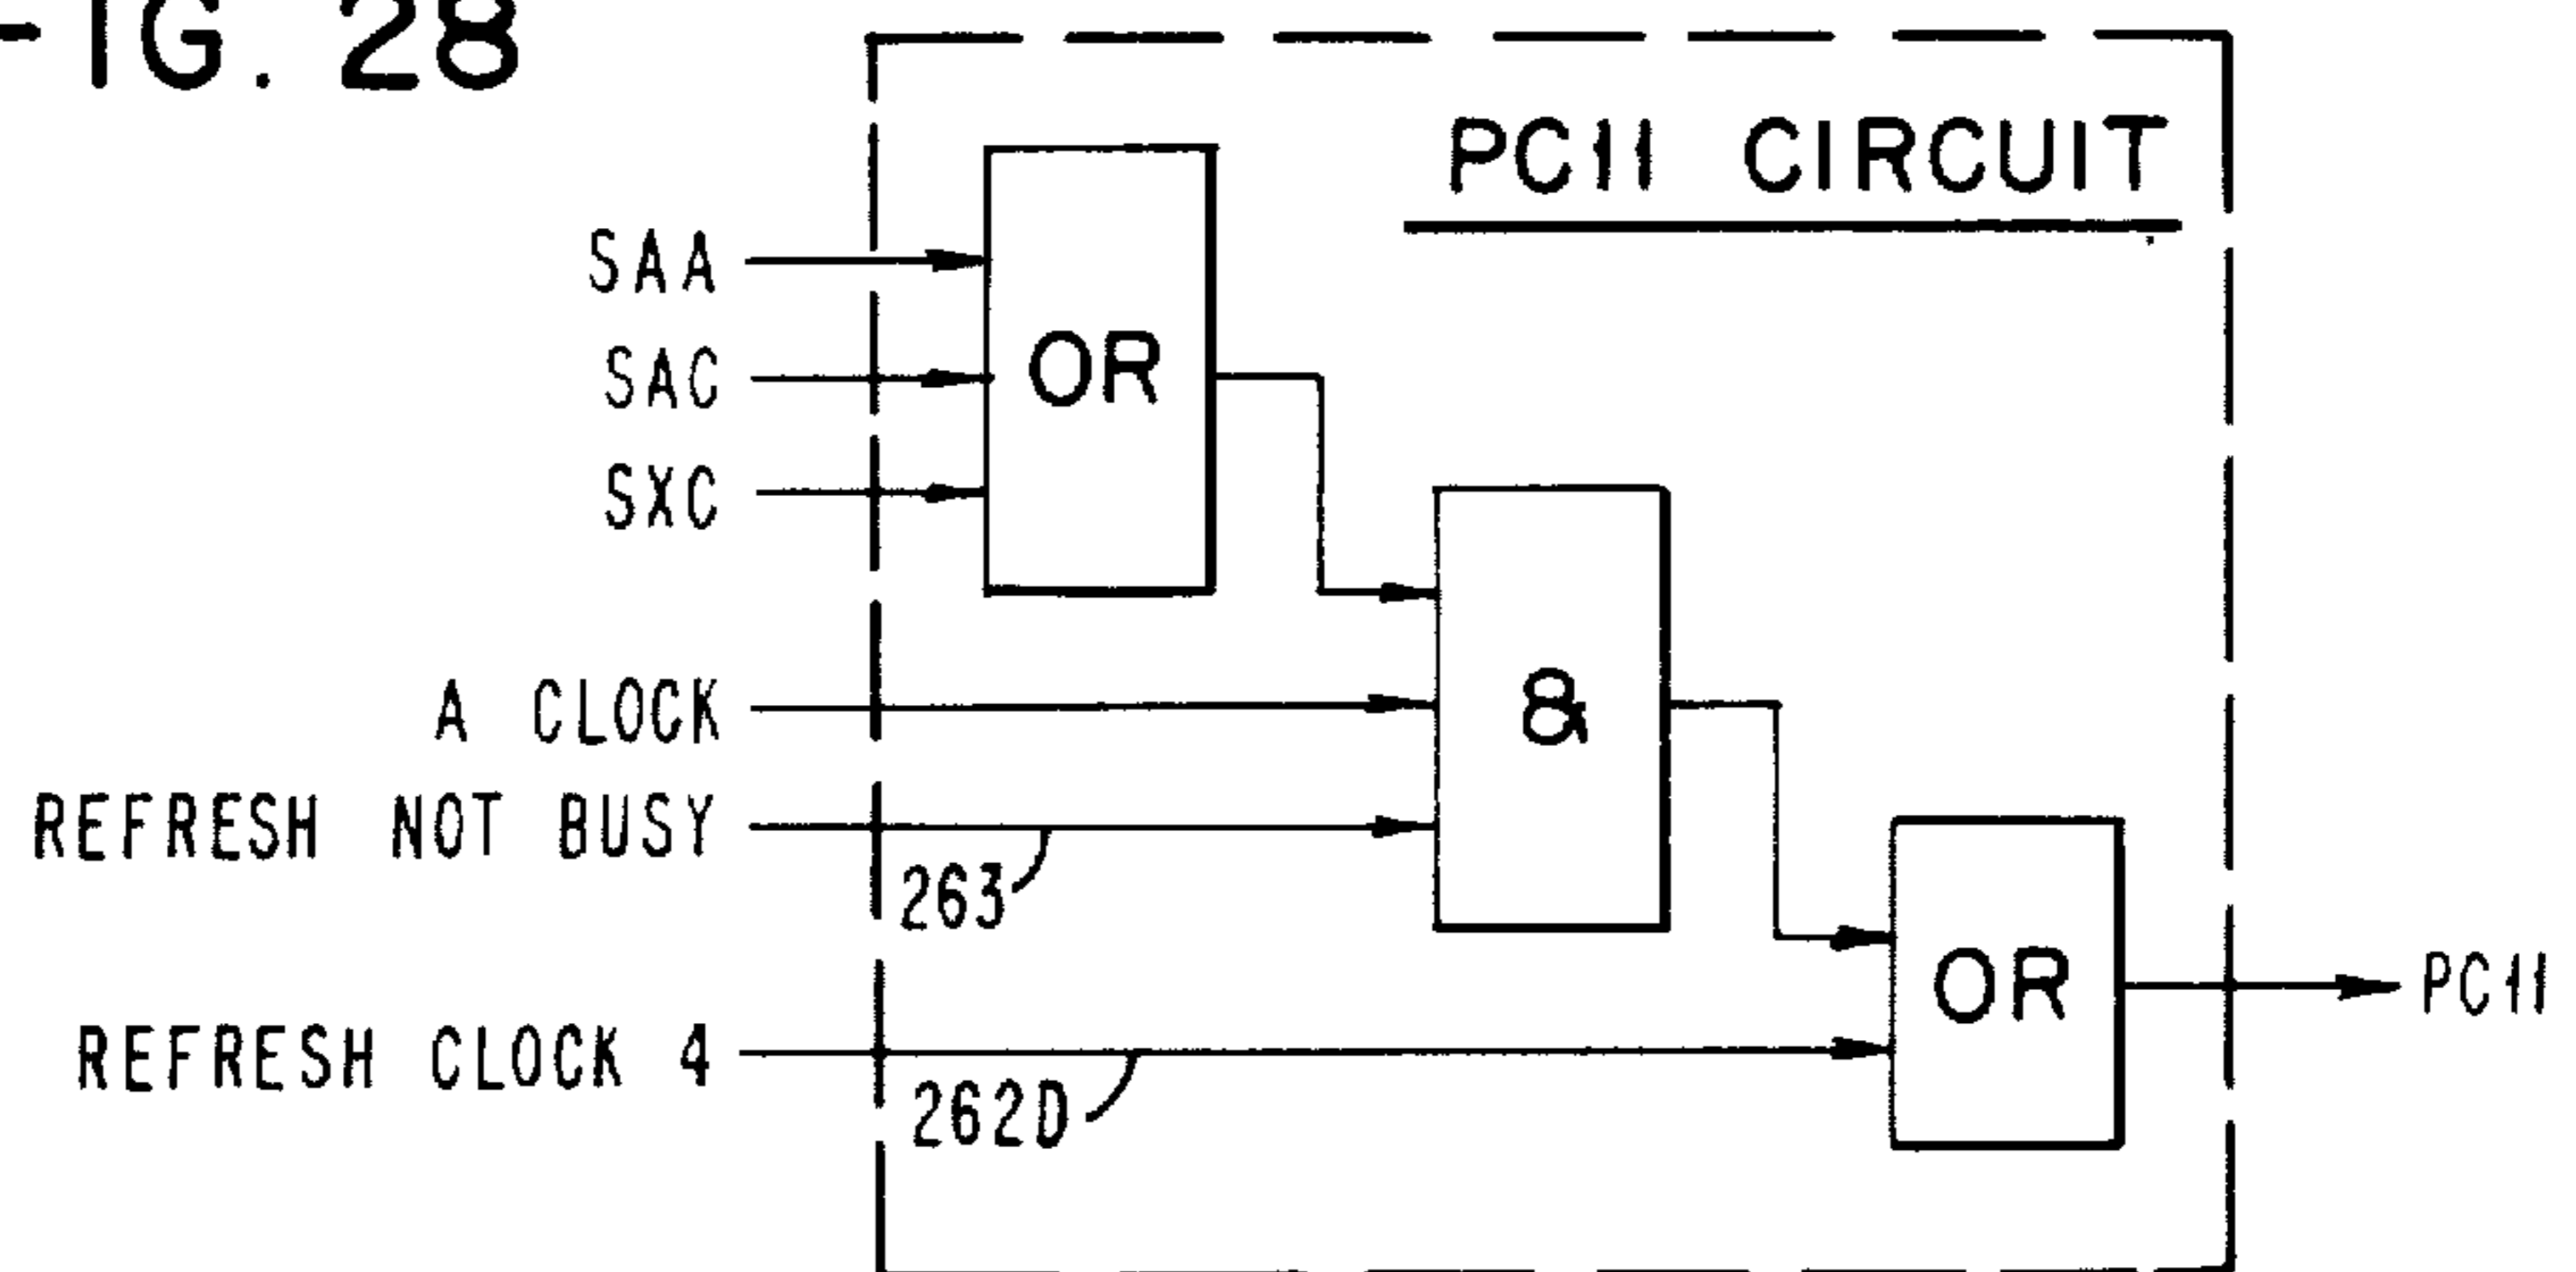 FIG. 28
PC11 CIRCUIT
SAA
SAC
SXC
OR
A CLOCK
&
REFRESH NOT BUSY
263
OR
PC11
REFRESH CLOCK 4
262D